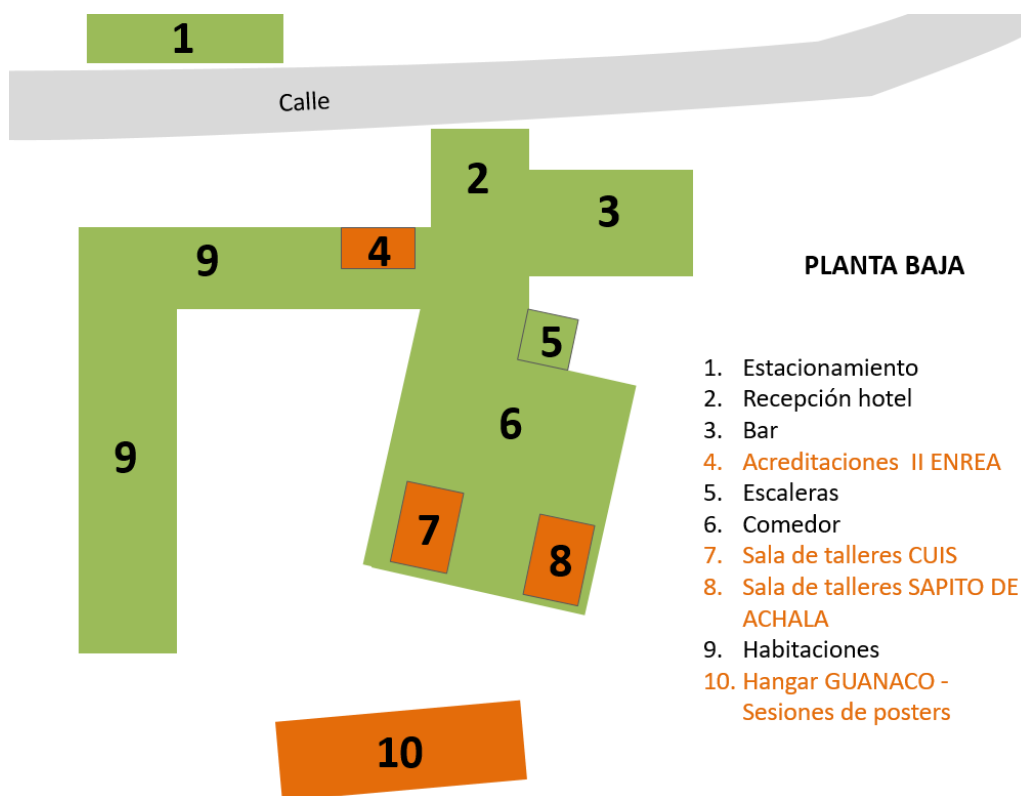 1
Calle
2
3
9
4
PLANTA BAJA
5
1. Estacionamiento
2. Recepción hotel
3. Bar
4. Acreditaciones II ENREA
5. Escaleras
6. Comedor
7. Sala de talleres CUIS
8. Sala de talleres SAPITO DE
ACHALA
9. Habitaciones
10. Hangar GUANACO -
Sesiones de posters
6
9
7
8
10